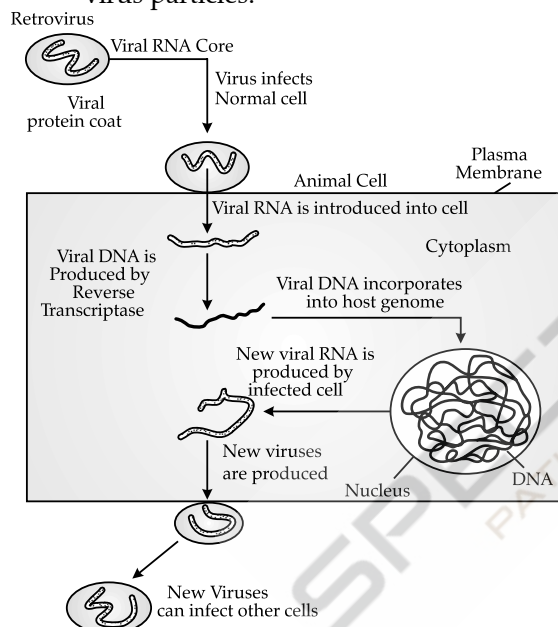 virus particles.
Retrovirus
Viral RNA Core
Virus infects
Normal cell
Viral
protein coat
Plasma
Membrane
Animal Cell
Viral RNA is introduced into cell
Cytoplasm
Viral DNA is
Produced by
Reverse
Transcriptase
Viral DNA incorporates
into host genome
New viral RNA is
produced by
infected cell
New viruses
are produced
Nucleus
DNA
New Viruses
can infect other cells